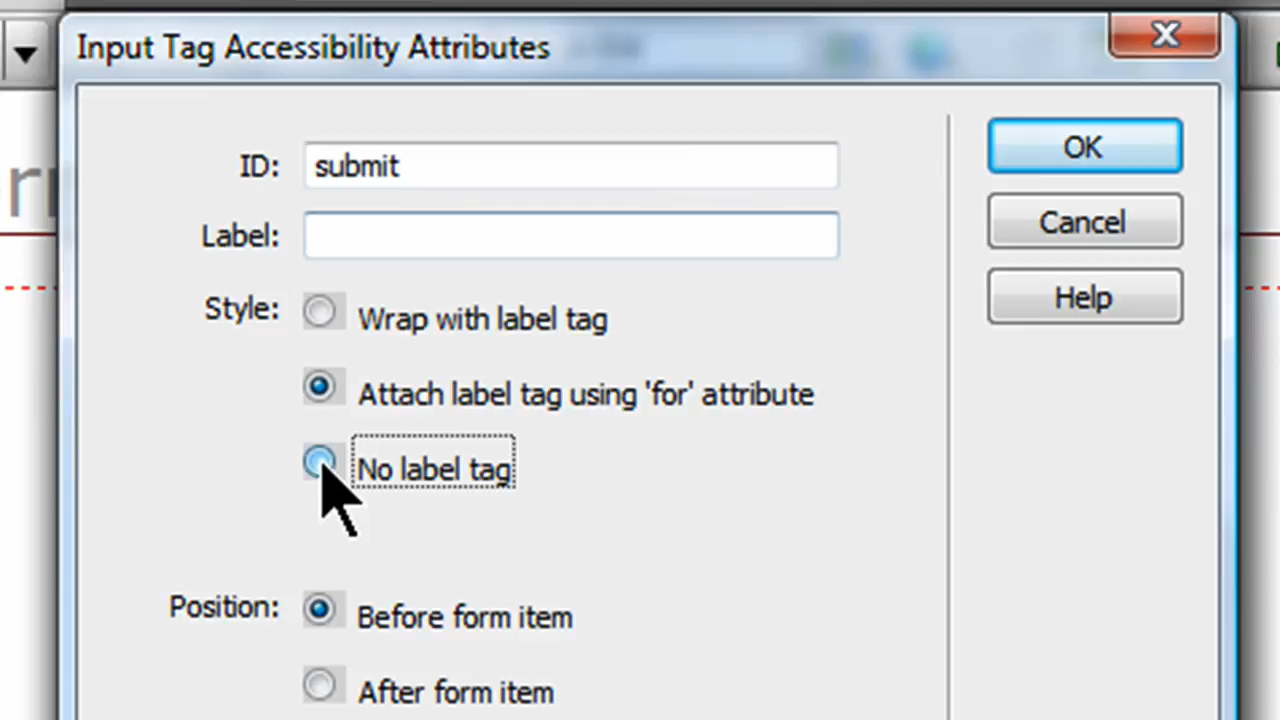 Input Tag Accessibility Attributes
ID: submit
OK
Label:
Cancel
Style: Wrap with label tag
Help
Attach label tag using 'for' attribute
No label tag
Position: Before form item
After form item